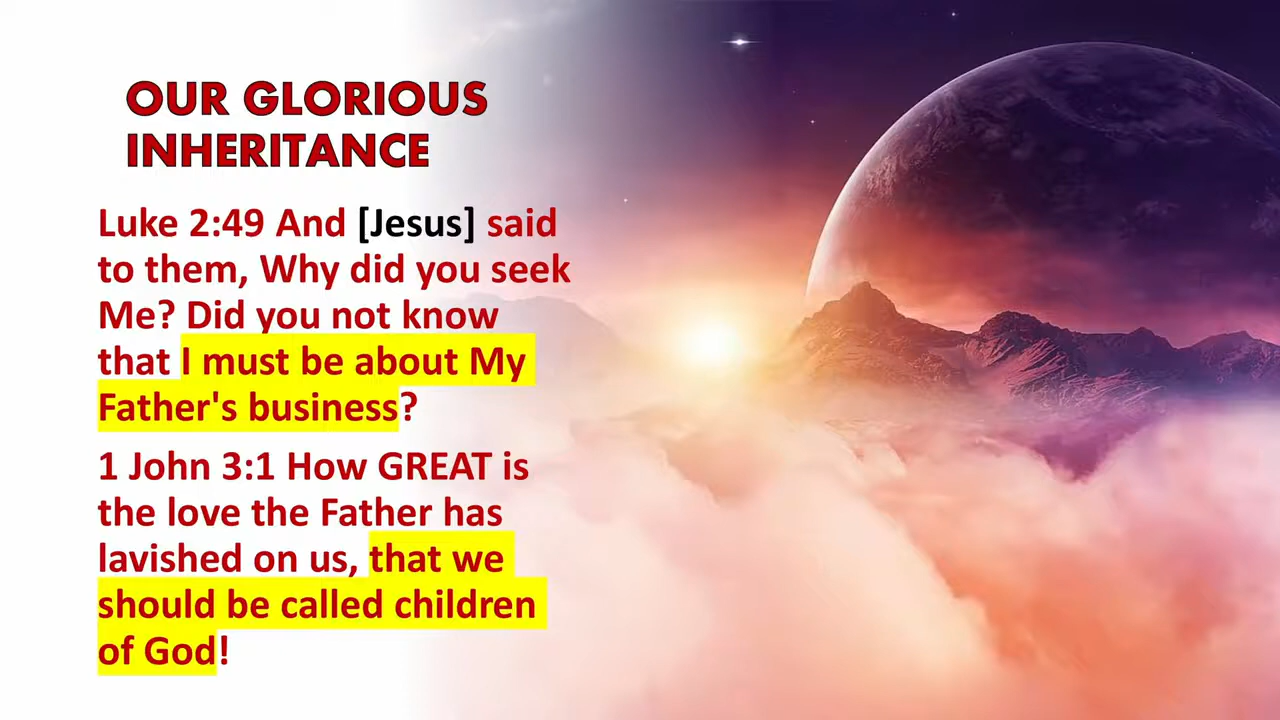 OUR GLORIOUS
INHERITANCE
Luke 2:49 And [Jesus] said
to them, Why did you seek
Me? Did you not know
that I must be about My
Father's business?
1 John 3:1 How GREAT is
the love the Father has
lavished on us, that we
should be called children
of God!